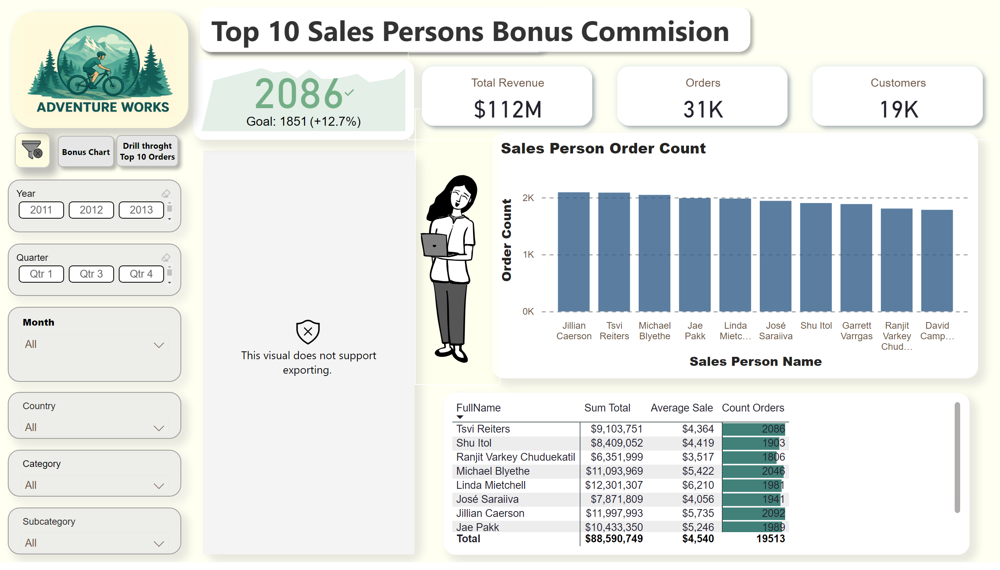 ADVENTURE WORKS
Top 10 Sales Persons Bonus Commision
2086
Goal: 1851 (+12.7%)
Total Revenue
$112M
Orders
31K
Customers
19K
Bonus Chart
Drill throght
Top 10 Orders
Year
2011 2012 2013
Quarter
Qtr 1 Qtr 3 Qtr 4
Month
All
Country
All
Category
All
Subcategory
All
This visual does not support
exporting.
Sales Person Order Count
Order Count
2K
1K
0K
Jillian Caerson
Tsvi Reiters
Michael Blyethe
Jae Pakk
Linda Mietc...
José Saraiiva
Shu Itol
Garrett Varrgas
Ranjit Varkey Chud...
David Camp...
Sales Person Name
FullName Sum Total Average Sale Count Orders
Tsvi Reiters $9,103,751 $4,364 2086
Shu Itol $8,409,052 $4,419 1903
Ranjit Varkey Chuduekatil $6,351,999 $3,517 1806
Michael Blyethe $11,093,969 $5,422 2046
Linda Mietchell $12,301,307 $6,210 1981
José Saraiiva $7,871,809 $4,056 1941
Jillian Caerson $11,997,993 $5,735 2092
Jae Pakk $10,433,350 $5,246 1989
Total $88,590,749 $4,540 19513